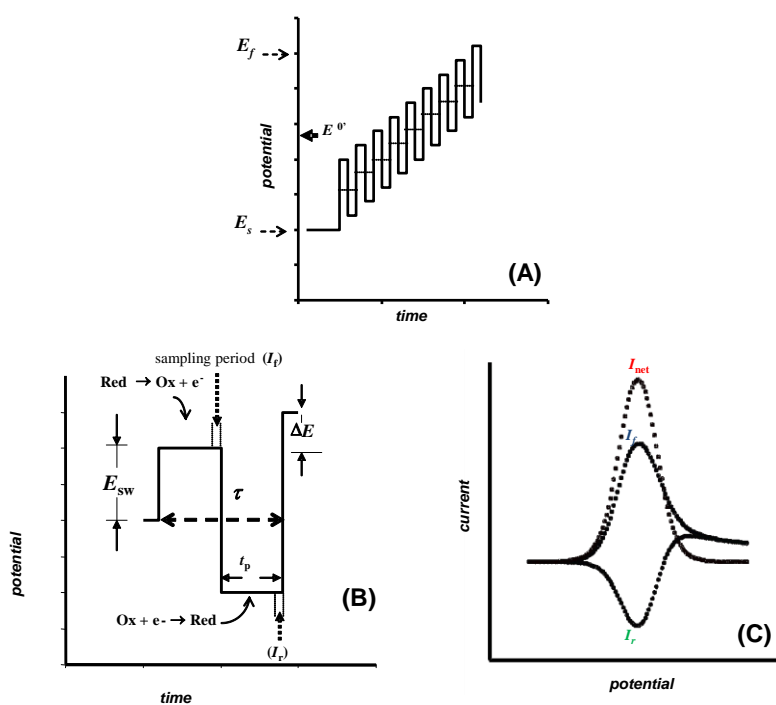 E_f
E^0'
potential
E_s
(A)
time
sampling period (I_f)
Red → Ox + e^-
ΔE
E_sw
τ
t_p
(B)
Ox + e- → Red
(I_r)
potential
time
I_net
I_f
current
I_r
(C)
potential